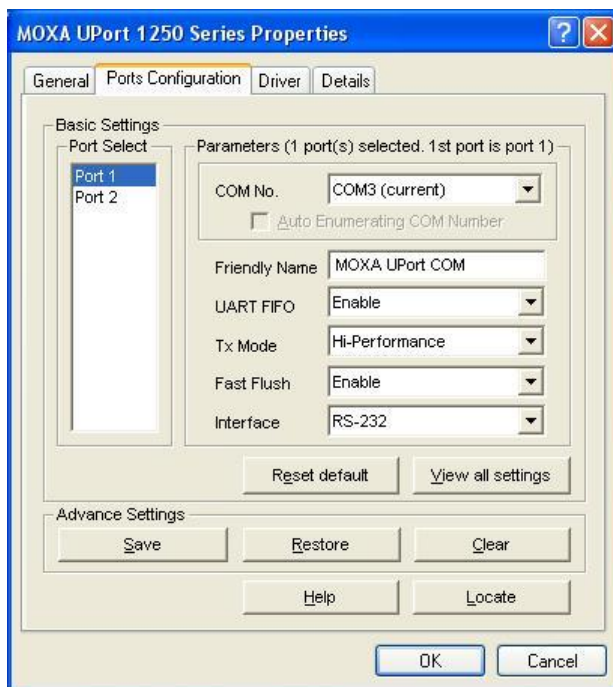 MOXA UPort 1250 Series Properties
General Ports Configuration Driver Details
Basic Settings
Port Select
Port 1
Port 2
Parameters (1 port(s) selected. 1st port is port 1)
COM No. COM3 (current)
Auto Enumerating COM Number
Friendly Name MOXA UPort COM
UART FIFO Enable
Tx Mode Hi-Performance
Fast Flush Enable
Interface RS-232
Reset default View all settings
Advance Settings
Save Restore Clear
Help Locate
OK Cancel